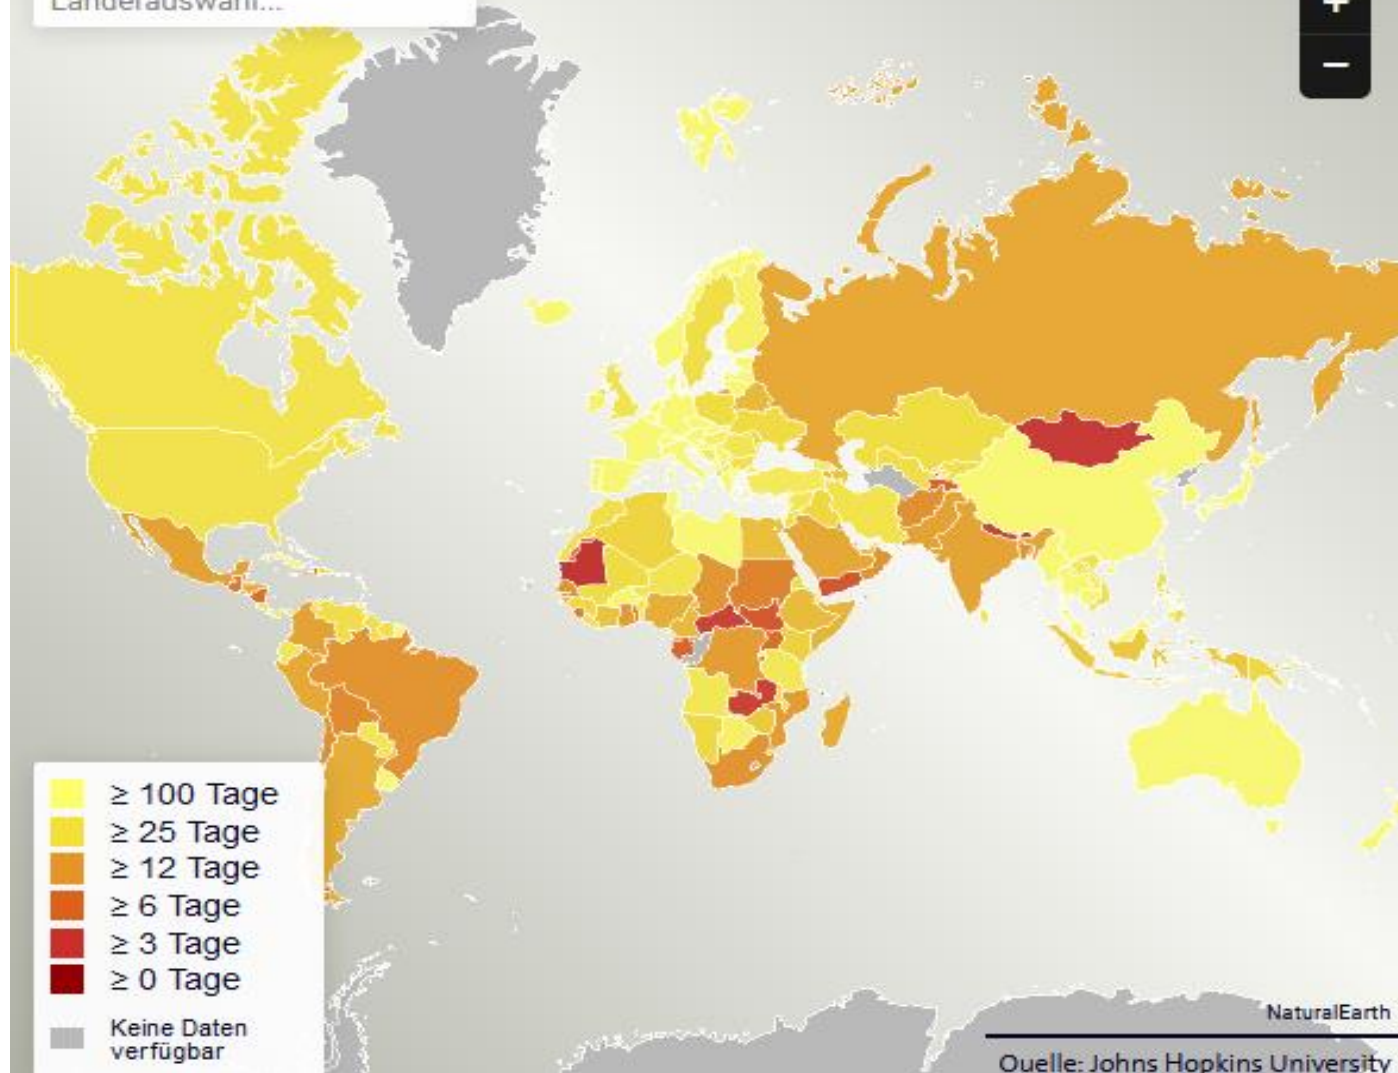 Länderauswahl...
+
−
≥ 100 Tage
≥ 25 Tage
≥ 12 Tage
≥ 6 Tage
≥ 3 Tage
≥ 0 Tage
Keine Daten
verfügbar
NaturalEarth
Quelle: Johns Hopkins University